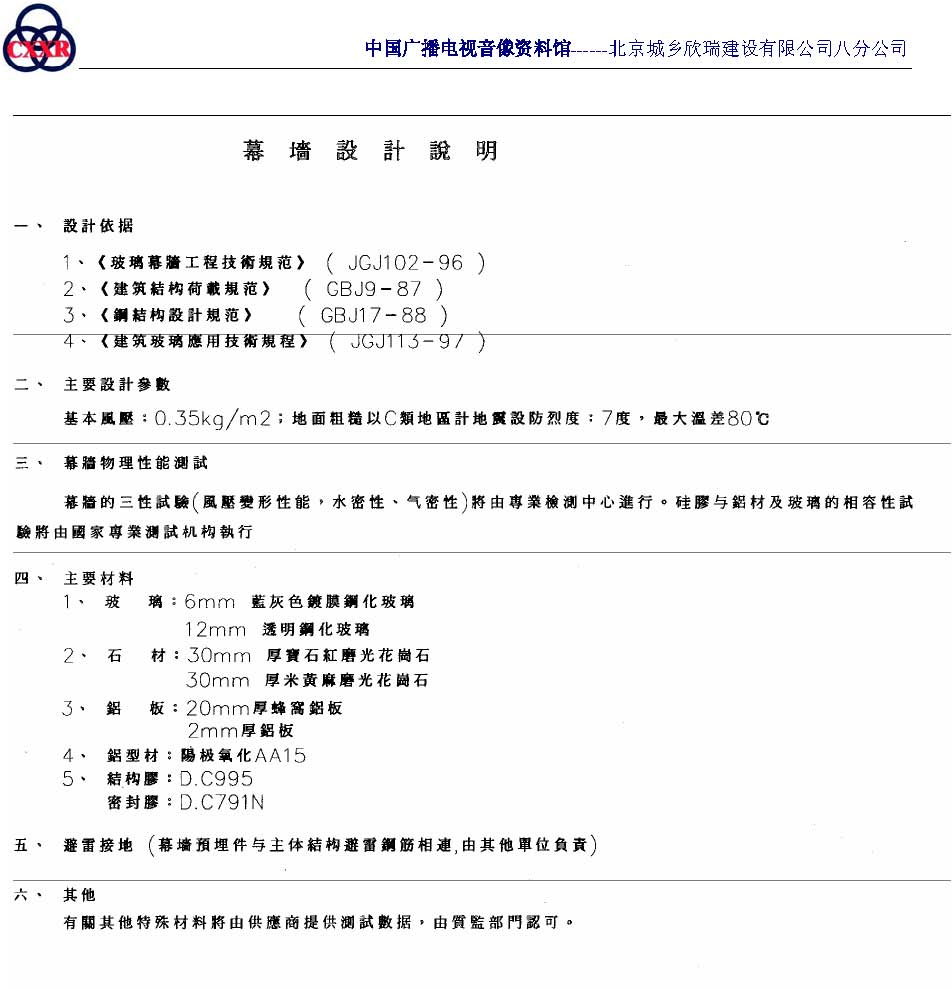 CXXR
中国广播电视音像资料馆------北京城乡欣瑞建设有限公司八分公司
幕 墻 設 計 說 明
一、 設計依据
1、《玻璃幕牆工程技術規范》 ( JGJ102-96 )
2、《建筑結构荷載規范》 ( GBJ9-87 )
3、《鋼結构設計規范》 ( GBJ17-88 )
4、《建筑玻璃應用技術規程》 ( JGJ113-97 )
二、 主要設計參數
基本風壓：0.35kg/m2；地面粗糙以C類地區計地震設防烈度：7度，最大溫差80℃
三、 幕牆物理性能測試
幕牆的三性試驗(風壓變形性能，水密性、气密性)將由專業檢測中心進行。硅膠与鋁材及玻璃的相容性試
驗將由國家專業測試机构執行
四、 主要材料
1、 玻 璃：6mm 藍灰色鍍膜鋼化玻璃
12mm 透明鋼化玻璃
2、 石 材：30mm 厚寶石紅磨光花崗石
30mm 厚米黃麻磨光花崗石
3、 鋁 板：20mm厚蜂窩鋁板
2mm厚鋁板
4、 鋁型材：陽极氧化AA15
5、 結构膠：D.C995
密封膠：D.C791N
五、 避雷接地 (幕墻預埋件与主体結构避雷鋼筋相連,由其他單位負責)
六、 其他
有關其他特殊材料將由供應商提供測試數据，由質監部門認可。